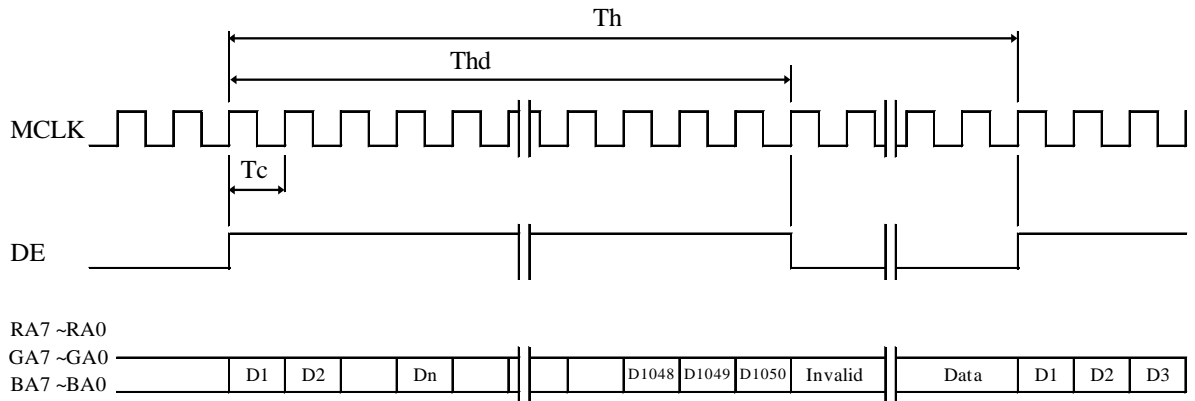 Th
Thd
MCLK
Tc
DE
RA7 ~RA0
GA7 ~GA0
BA7 ~BA0
D1 D2 Dn D1048 D1049 D1050 Invalid Data D1 D2 D3